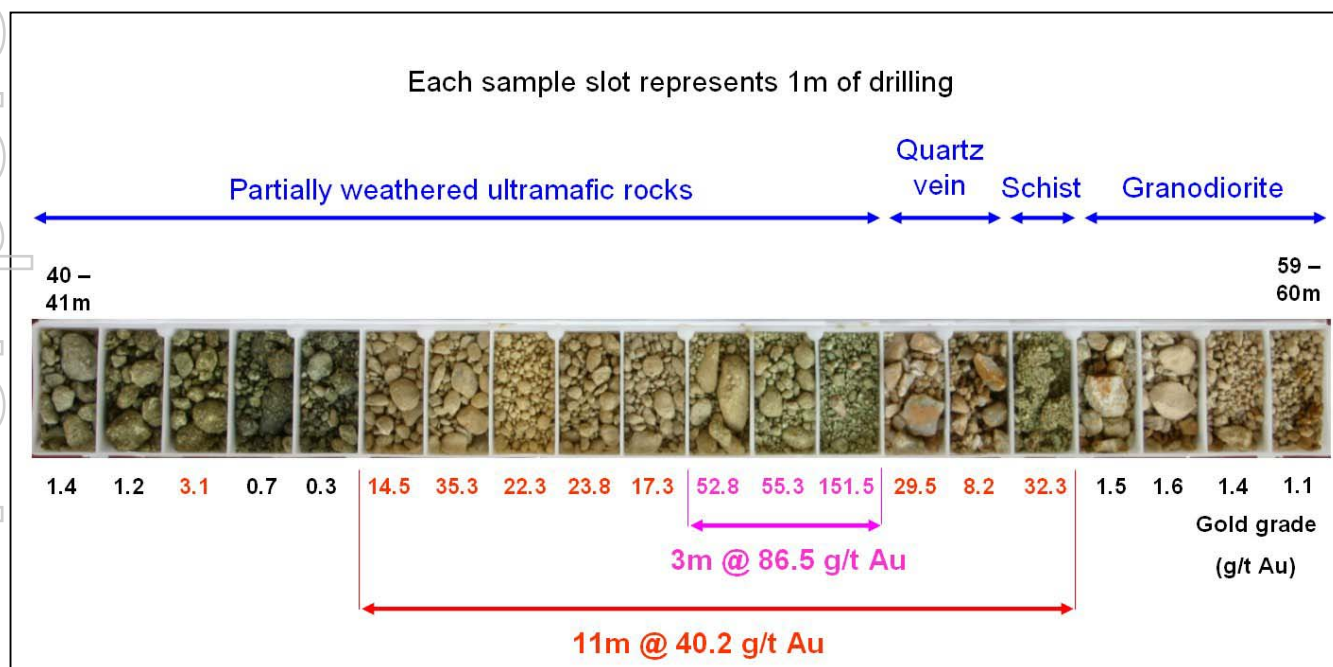 Each sample slot represents 1m of drilling
Partially weathered ultramafic rocks
Quartz
vein
Schist
Granodiorite
40 –
41m
59 –
60m
1.4 1.2 3.1 0.7 0.3 14.5 35.3 22.3 23.8 17.3 52.8 55.3 151.5 29.5 8.2 32.3 1.5 1.6 1.4 1.1
Gold grade
(g/t Au)
3m @ 86.5 g/t Au
11m @ 40.2 g/t Au